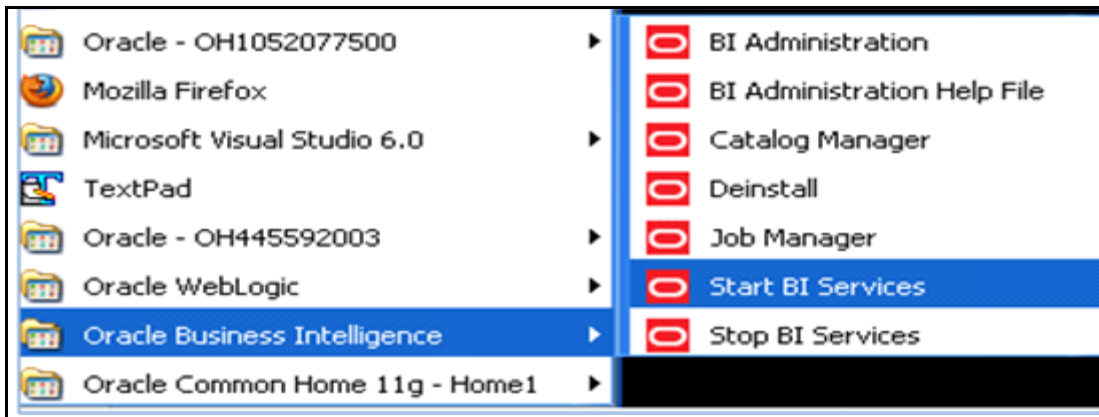 Oracle - OH1052077500
Mozilla Firefox
Microsoft Visual Studio 6.0
TextPad
Oracle - OH445592003
Oracle WebLogic
Oracle Business Intelligence
Oracle Common Home 11g - Home1
BI Administration
BI Administration Help File
Catalog Manager
Deinstall
Job Manager
Start BI Services
Stop BI Services